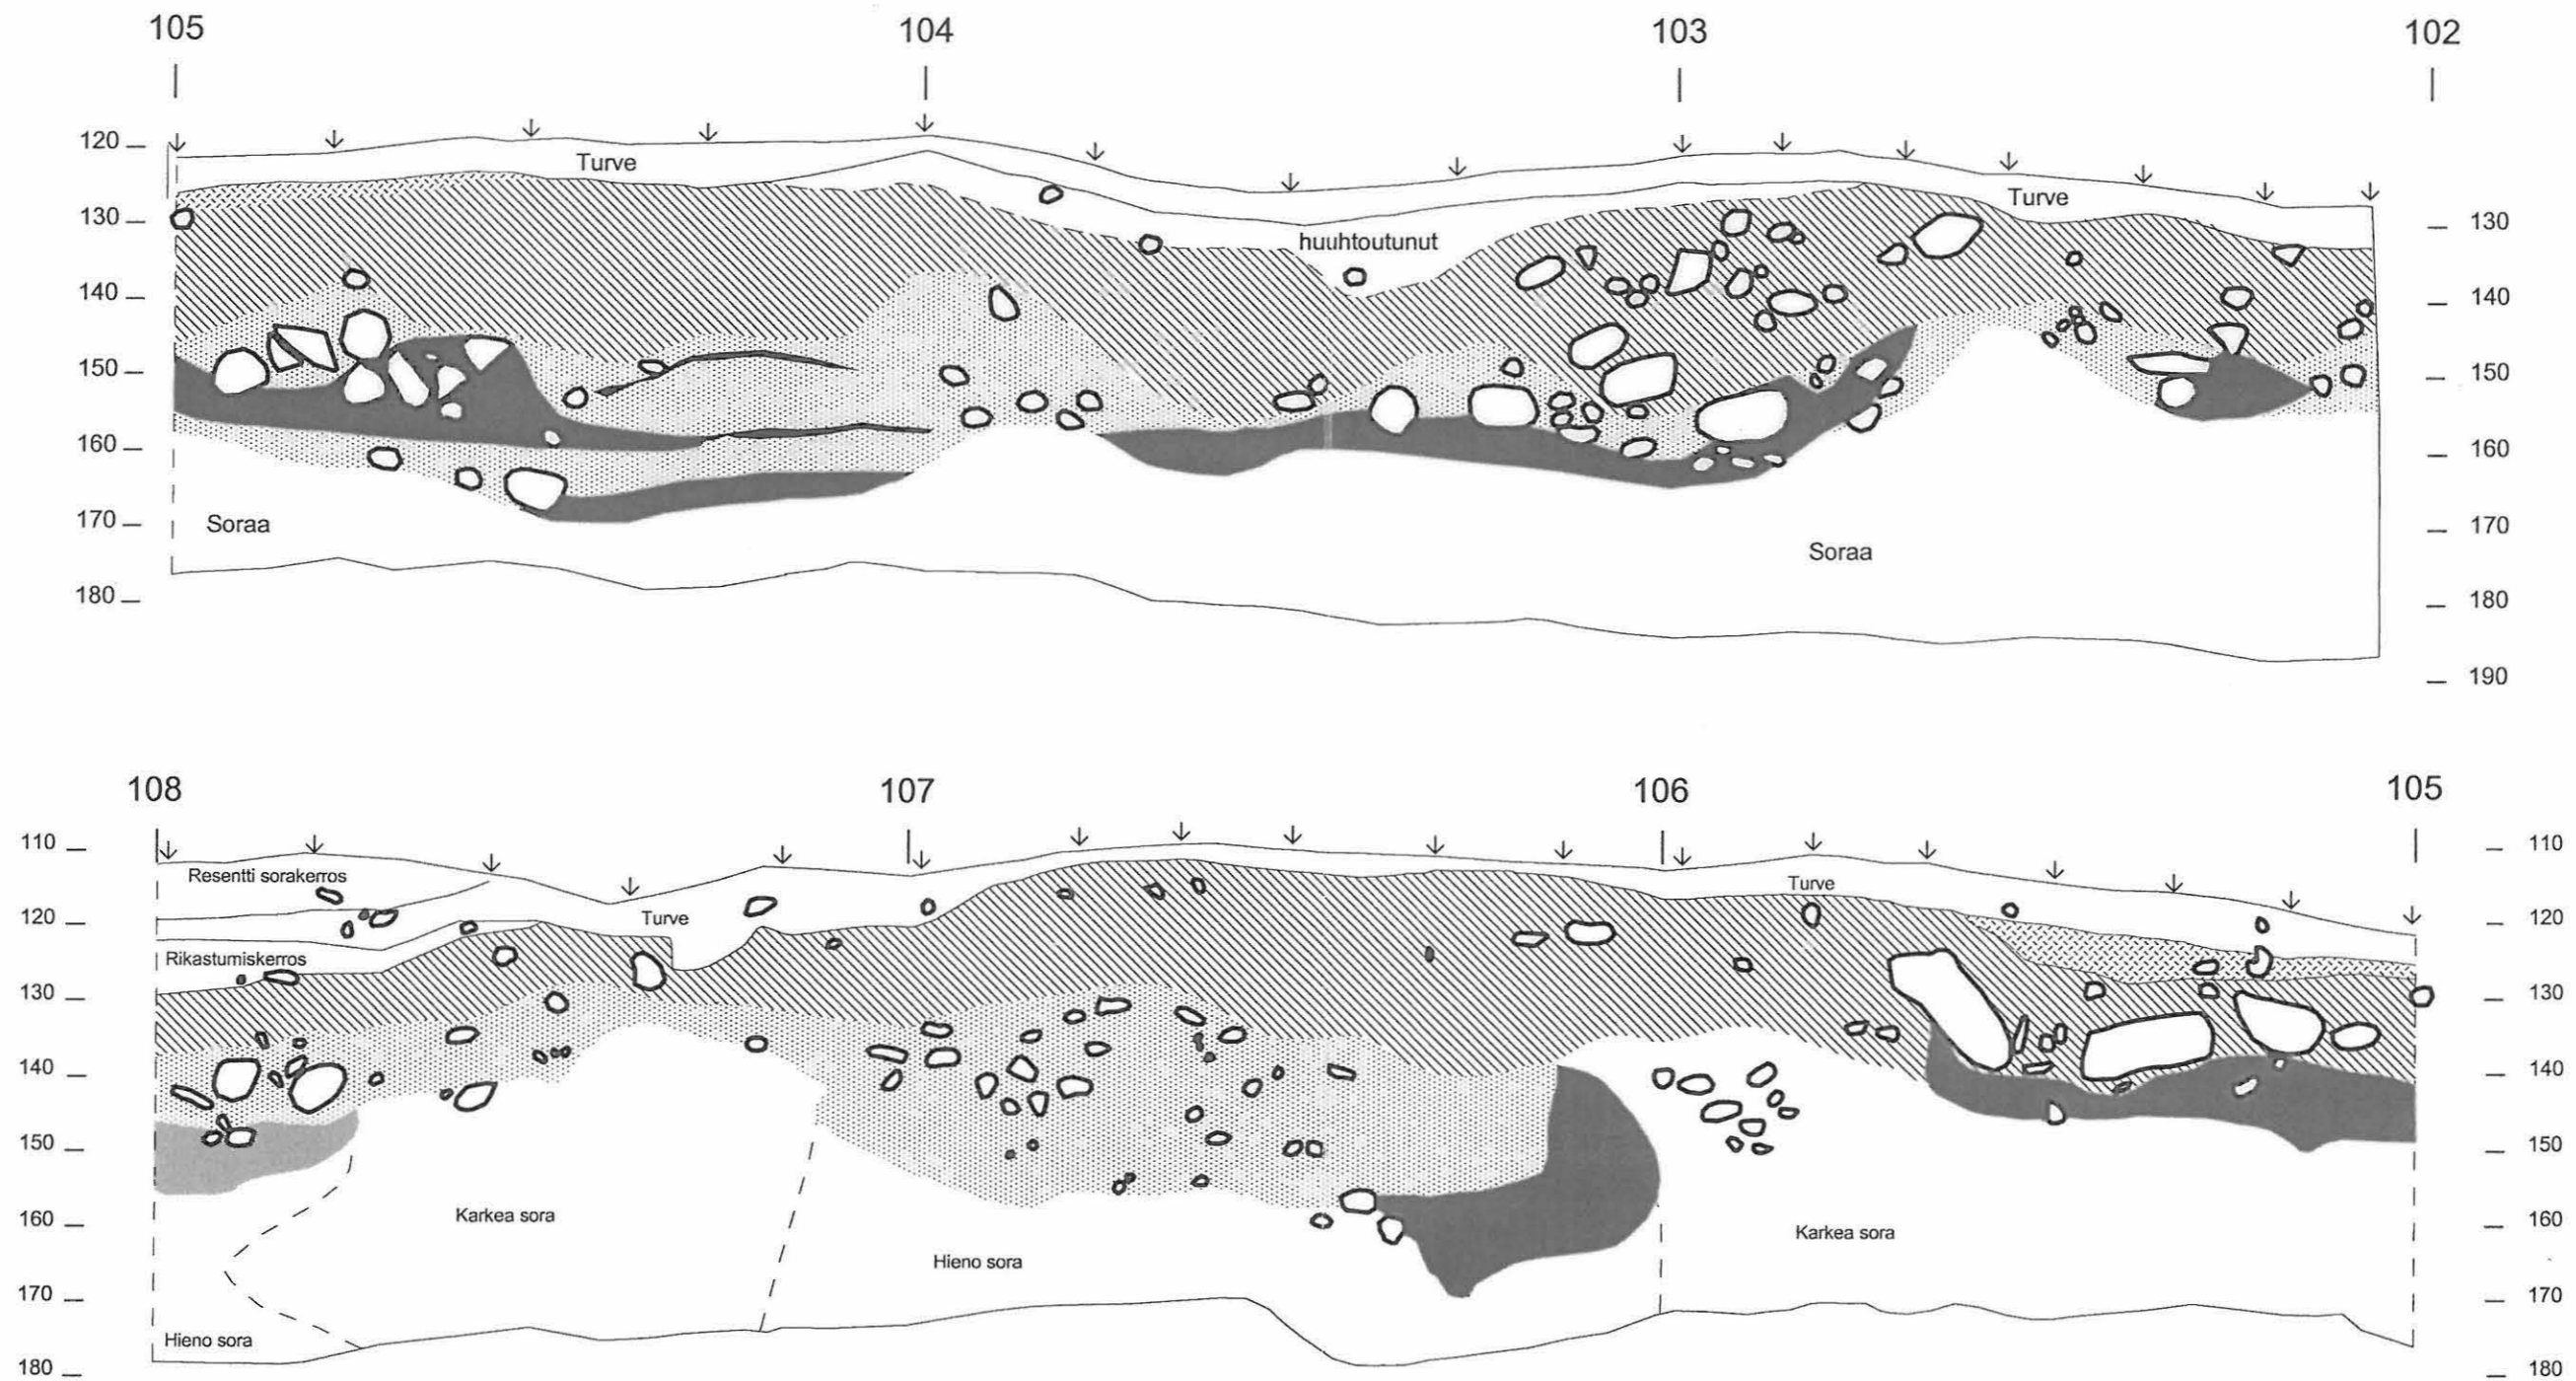 105 104 103 102
120
Turve
130 130
huuhtoutunut
Turve
140 140
150 150
160 160
170 170
Soraa
Soraa
180 180
190
108 107 106 105
110 110
Resentti sorakerros
Turve
120 120
Turve
Rikastumiskerros
130 130
140 140
150 150
160 160
Karkea sora
Karkea sora
Hieno sora
170 170
Hieno sora
180 180